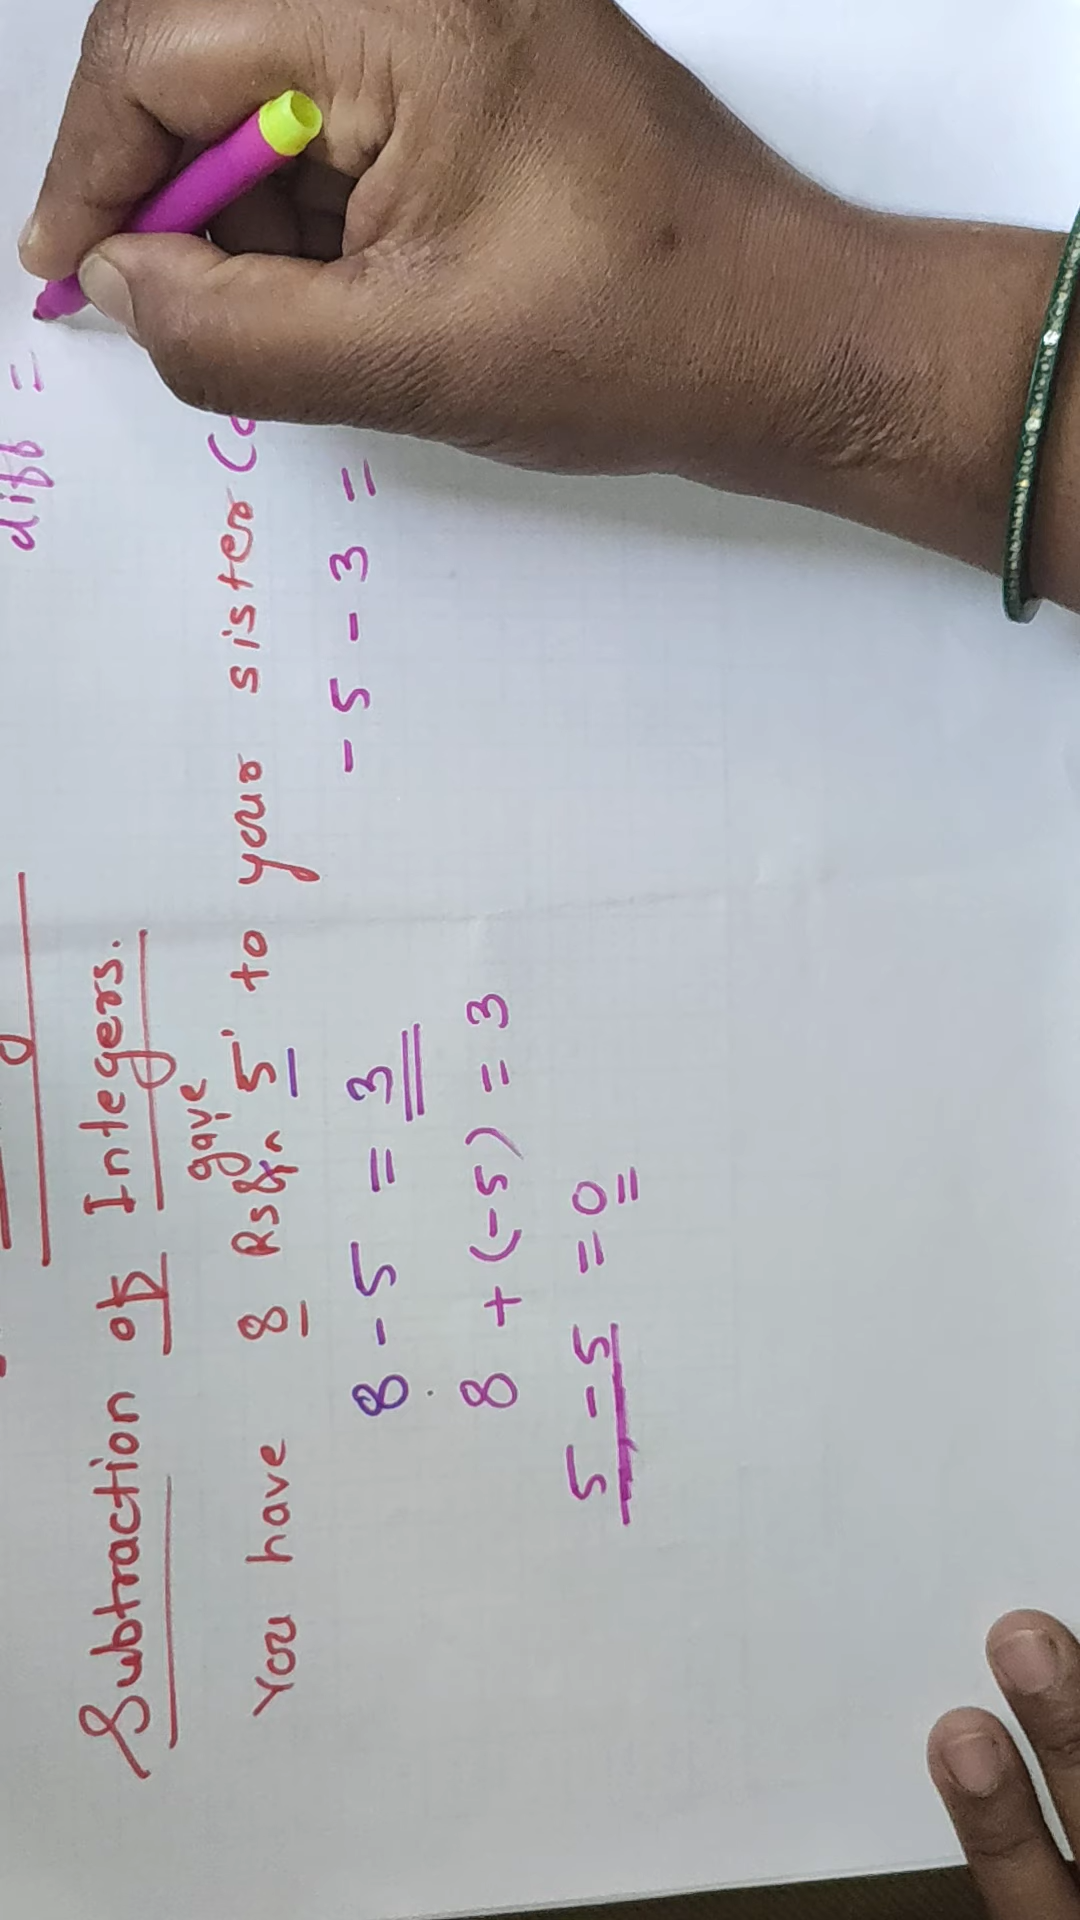 diff =
Subtraction of Integers.
gave
You have 8 Rs& 5 to your sister (
8 - 5 = 3
- 5 - 3 =
8 + (-5) = 3
5 - 5 = 0